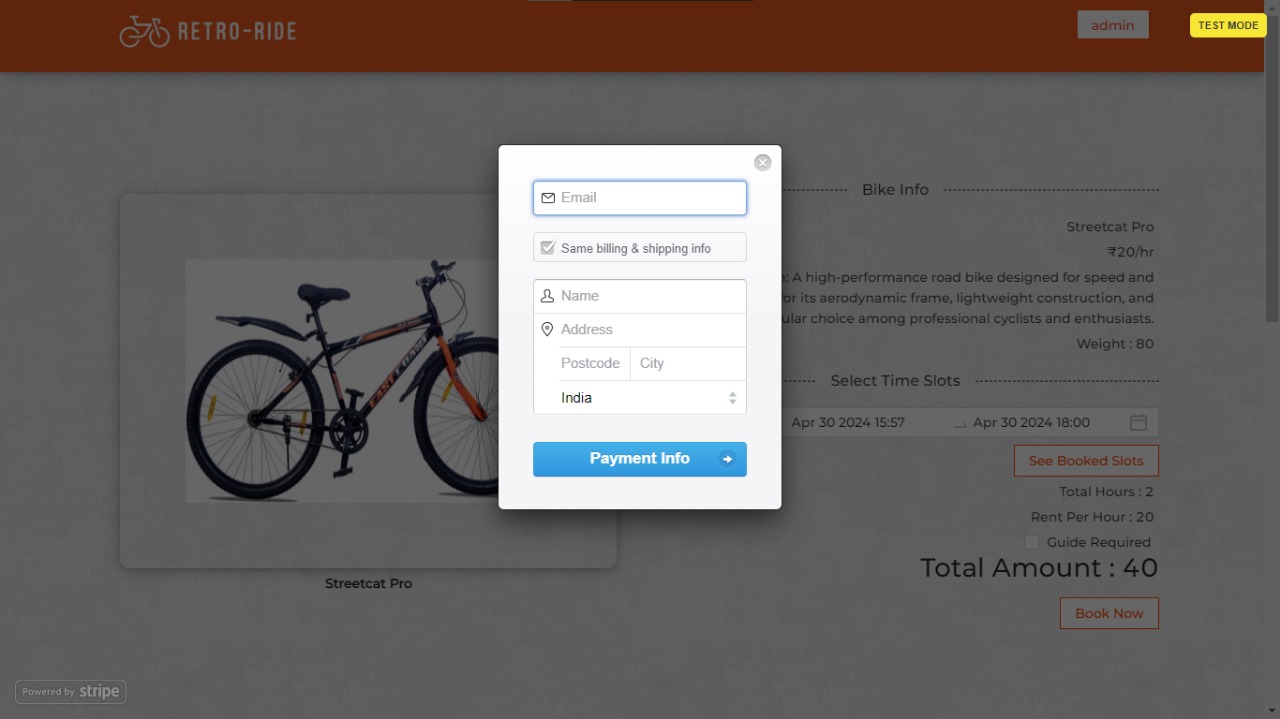 RETRO-RIDE
admin
TEST MODE
Email
Same billing & shipping info
Name
Address
Postcode City
India
Payment Info
EAST COAST
Streetcat Pro
Bike Info
Streetcat Pro
₹20/hr
: A high-performance road bike designed for speed and
or its aerodynamic frame, lightweight construction, and
ular choice among professional cyclists and enthusiasts.
Weight : 80
Select Time Slots
Apr 30 2024 15:57 Apr 30 2024 18:00
See Booked Slots
Total Hours : 2
Rent Per Hour : 20
Guide Required
Total Amount : 40
Book Now
Powered by stripe